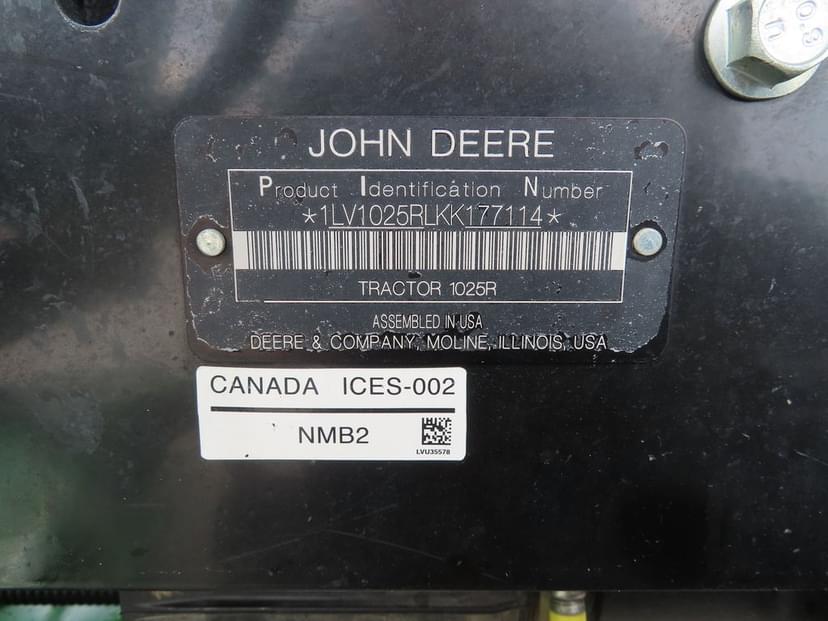 JOHN DEERE
Product Identification Number
*1LV1025RLKK177114*
TRACTOR 1025R
ASSEMBLED IN USA
DEERE & COMPANY, MOLINE, ILLINOIS, USA
CANADA ICES-002
NMB2
LVU35578